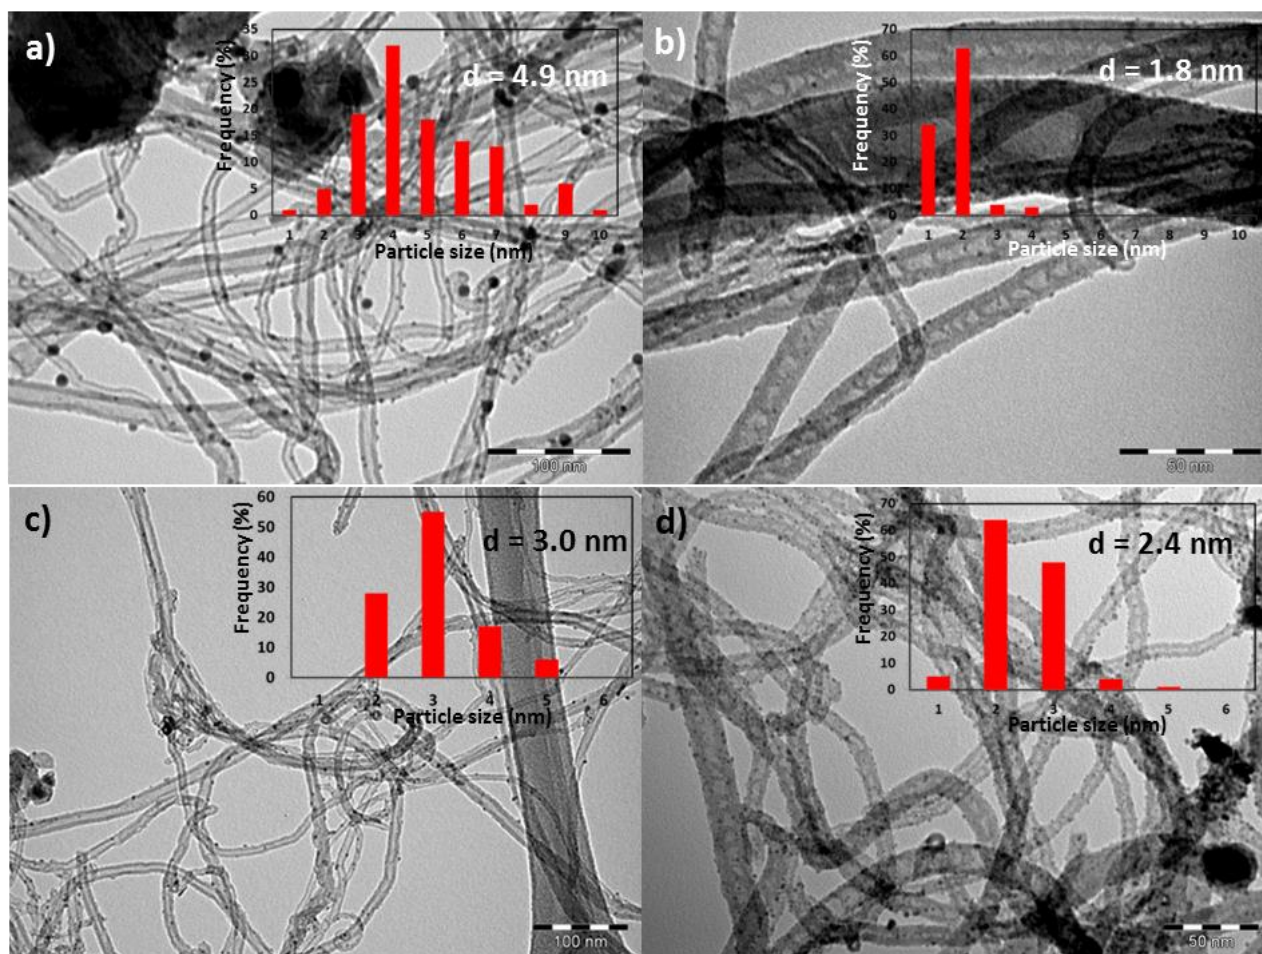 a)
d = 4.9 nm
Frequency (%)
35
30
25
20
15
10
5
0
1 2 3 4 5 6 7 8 9 10
Particle size (nm)
100 nm
b)
d = 1.8 nm
Frequency (%)
70
60
50
40
30
20
10
0
1 2 3 4 5 6 7 8 9 10
Particle size (nm)
50 nm
c)
d = 3.0 nm
Frequency (%)
60
50
40
30
20
10
0
1 2 3 4 5 6
Particle size (nm)
100 nm
d)
d = 2.4 nm
Frequency (%)
70
60
50
40
30
20
10
0
1 2 3 4 5 6
Particle size (nm)
50 nm